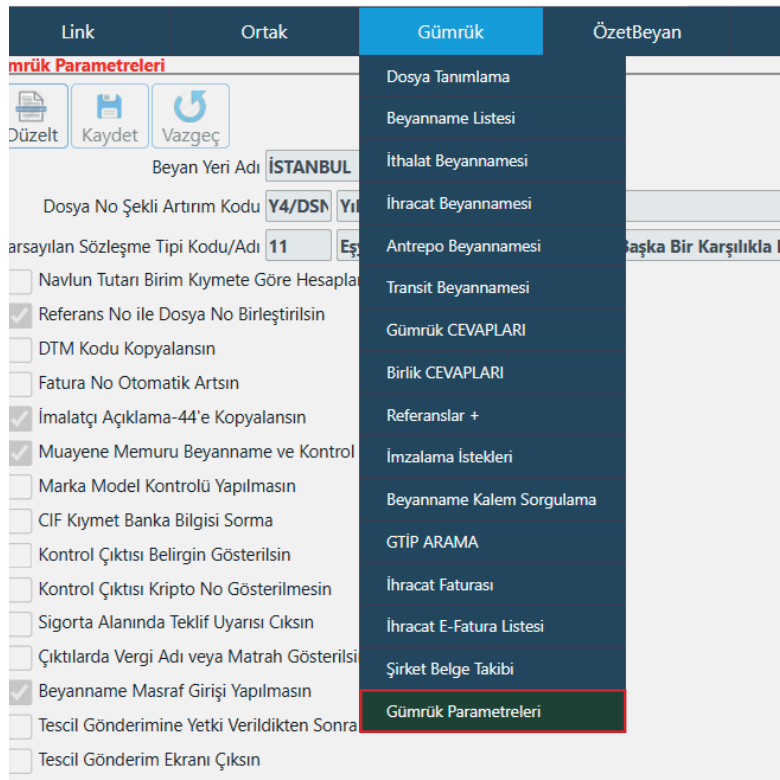 Link Ortak Gümrük ÖzetBeyan
mrük Parametreleri
Düzelt Kaydet Vazgeç
Beyan Yeri Adı İSTANBUL
Dosya No Şekli Artırım Kodu Y4/DSN Yıl
arsayılan Sözleşme Tipi Kodu/Adı 11 Eşy Başka Bir Karşılıkla
Navlun Tutarı Birim Kıymete Göre Hesaplan
Referans No ile Dosya No Birleştirilsin
DTM Kodu Kopyalansın
Fatura No Otomatik Artsın
İmalatçı Açıklama-44'e Kopyalansın
Muayene Memuru Beyanname ve Kontrol
Marka Model Kontrolü Yapılmasın
CIF Kıymet Banka Bilgisi Sorma
Kontrol Çıktısı Belirgin Gösterilsin
Kontrol Çıktısı Kripto No Gösterilmesin
Sigorta Alanında Teklif Uyarısı Cıksın
Çıktılarda Vergi Adı veya Matrah Gösterilsi
Beyanname Masraf Girişi Yapılmasın
Tescil Gönderimine Yetki Verildikten Sonra
Tescil Gönderim Ekranı Çıksın
Dosya Tanımlama
Beyanname Listesi
İthalat Beyannamesi
İhracat Beyannamesi
Antrepo Beyannamesi
Transit Beyannamesi
Gümrük CEVAPLARI
Birlik CEVAPLARI
Referanslar +
İmzalama İstekleri
Beyanname Kalem Sorgulama
GTİP ARAMA
İhracat Faturası
İhracat E-Fatura Listesi
Şirket Belge Takibi
Gümrük Parametreleri